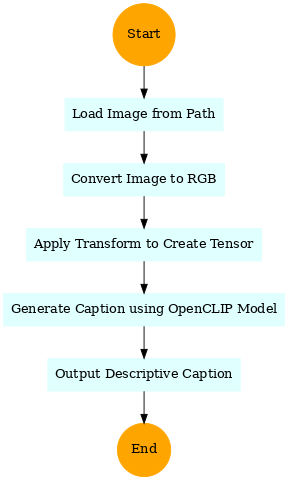 Start
Load Image from Path
Convert Image to RGB
Apply Transform to Create Tensor
Generate Caption using OpenCLIP Model
Output Descriptive Caption
End